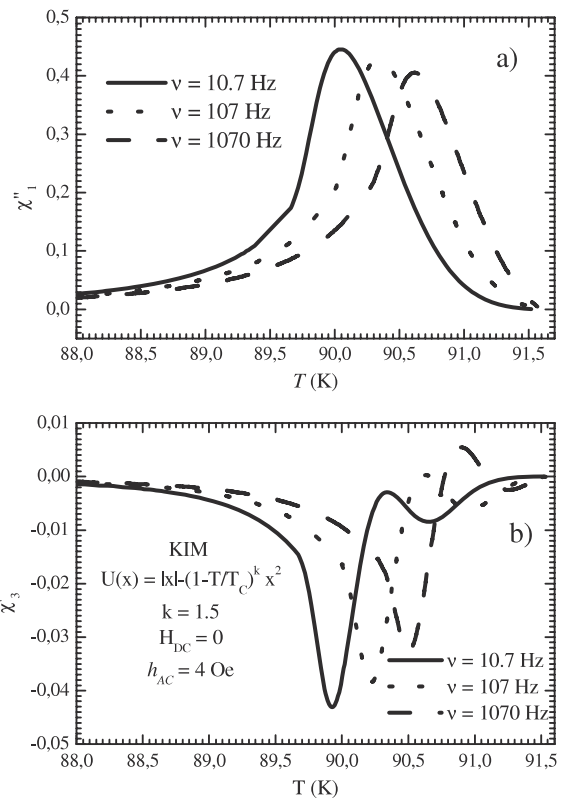 0,5
a)
0,4
ν = 10.7 Hz
ν = 107 Hz
0,3
ν = 1070 Hz
χ"₁
0,2
0,1
0,0
88,0 88,5 89,0 89,5 90,0 90,5 91,0 91,5
T (K)
0,01
0,00
-0,01
b)
KIM
-0,02
U(x) = |x|-(1-T/T_C)^k x²
χ'₃
k = 1.5
-0,03
H_DC = 0
ν = 10.7 Hz
h_AC = 4 Oe
-0,04
ν = 107 Hz
ν = 1070 Hz
-0,05
88,0 88,5 89,0 89,5 90,0 90,5 91,0 91,5
T (K)